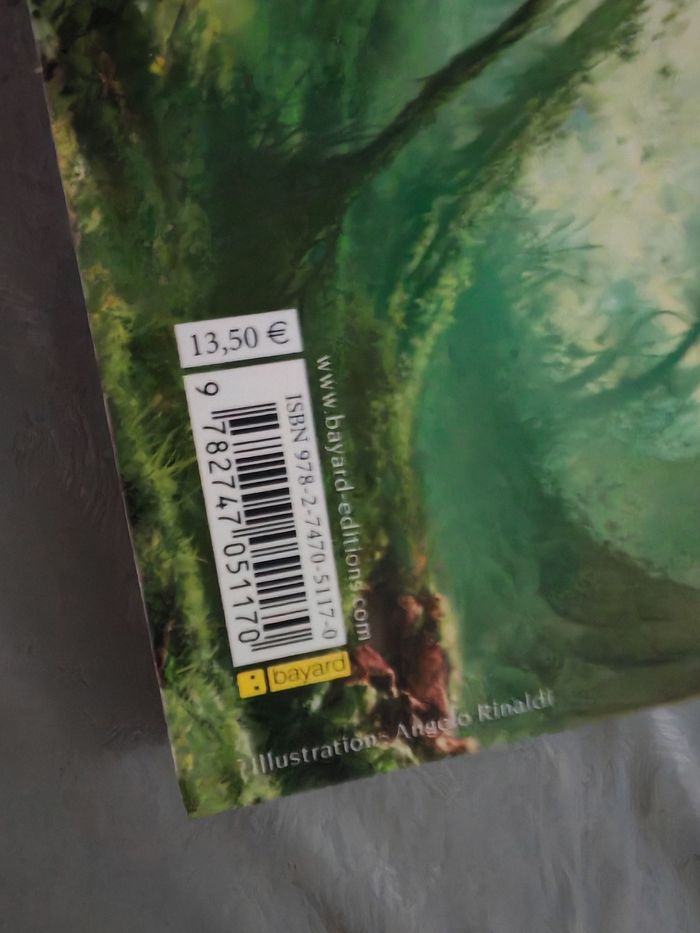 13,50 €
www.bayard-editions.com
ISBN 978-2-7470-5117-0
9 782747 051170
bayard
Illustrations Angelo Rinaldi